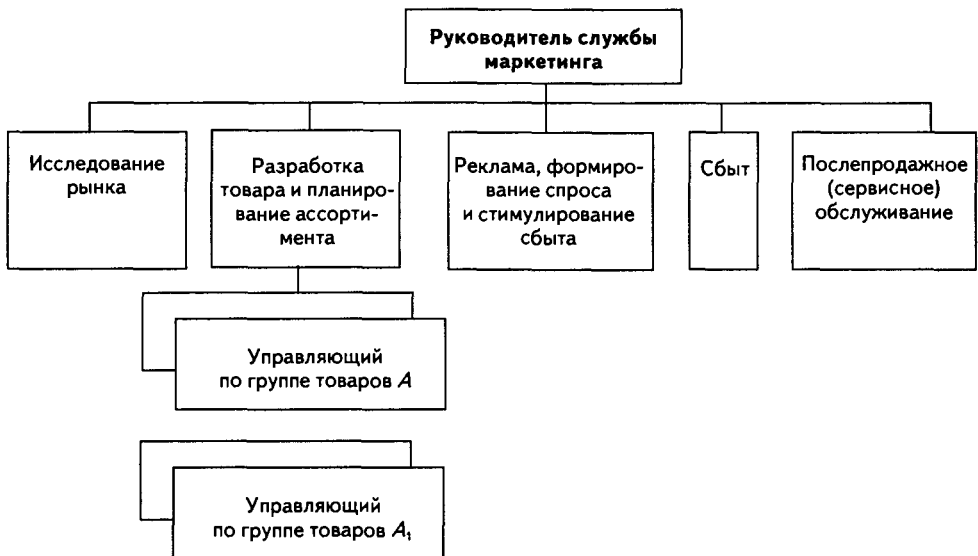 Руководитель службы
маркетинга
Исследование
рынка
Разработка
товара и планиро-
вание ассорти-
мента
Реклама, формиро-
вание спроса
и стимулирование
сбыта
Сбыт
Послепродажное
(сервисное)
обслуживание
Управляющий
по группе товаров A
Управляющий
по группе товаров A₁